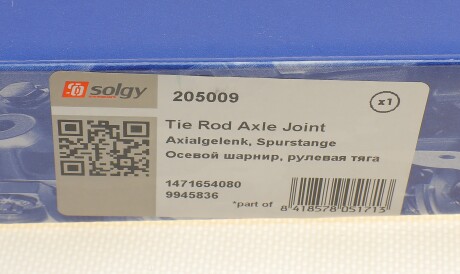 solgy
205009
x1
Tie Rod Axle Joint
Axialgelenk, Spurstange
Осевой шарнир, рулевая тяга
1471654080
9945836
*part of
8 418578 051713